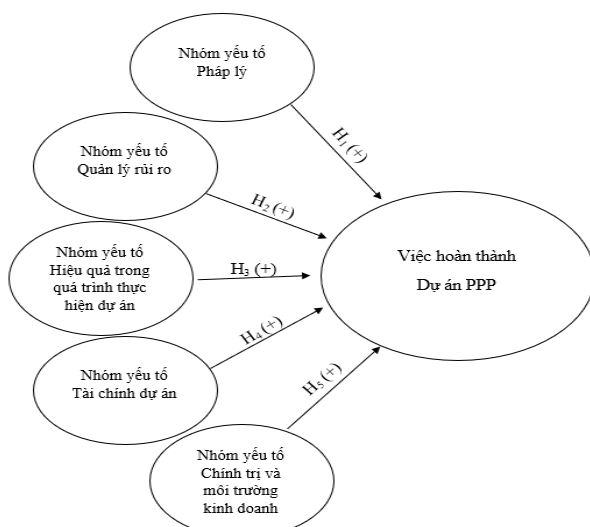 Nhóm yếu tố
Pháp lý
H₁ (+)
Nhóm yếu tố
Quản lý rủi ro
H₂ (+)
Việc hoàn thành
Dự án PPP
Nhóm yếu tố
Hiệu quả trong
quá trình thực
hiện dự án
H₃ (+)
Nhóm yếu tố
Tài chính dự án
H₄ (+)
Nhóm yếu tố
Chính trị và
môi trường
kinh doanh
H₅ (+)